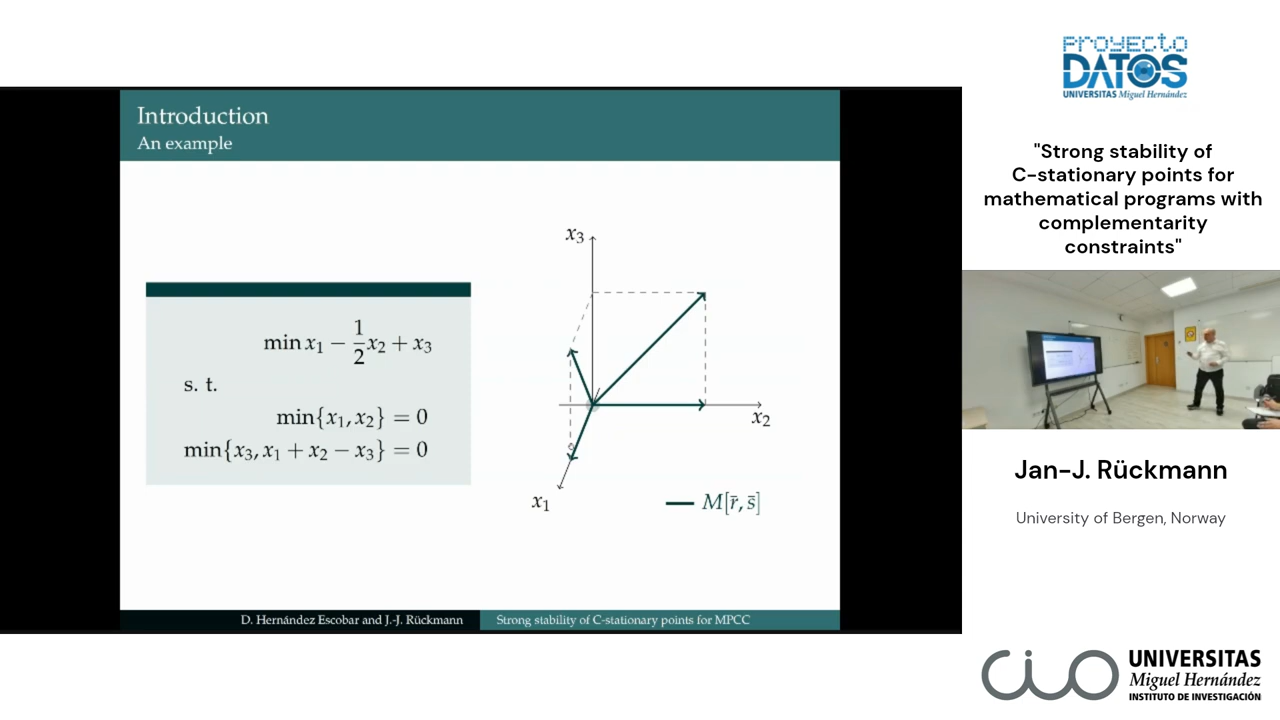 Introduction
An example
min x₁ − 1/2 x₂ + x₃
s. t.
min{x₁, x₂} = 0
min{x₃, x₁ + x₂ − x₃} = 0
x₃
x₂
x₁
M[r̄, s̄]
D. Hernández Escobar and J.-J. Rückmann
Strong stability of C-stationary points for MPCC
PROYECTO
DATOS
UNIVERSITAS Miguel Hernández
"Strong stability of
C-stationary points for
mathematical programs with
complementarity
constraints"
Jan-J. Rückmann
University of Bergen, Norway
cio
UNIVERSITAS
Miguel Hernández
INSTITUTO DE INVESTIGACIÓN